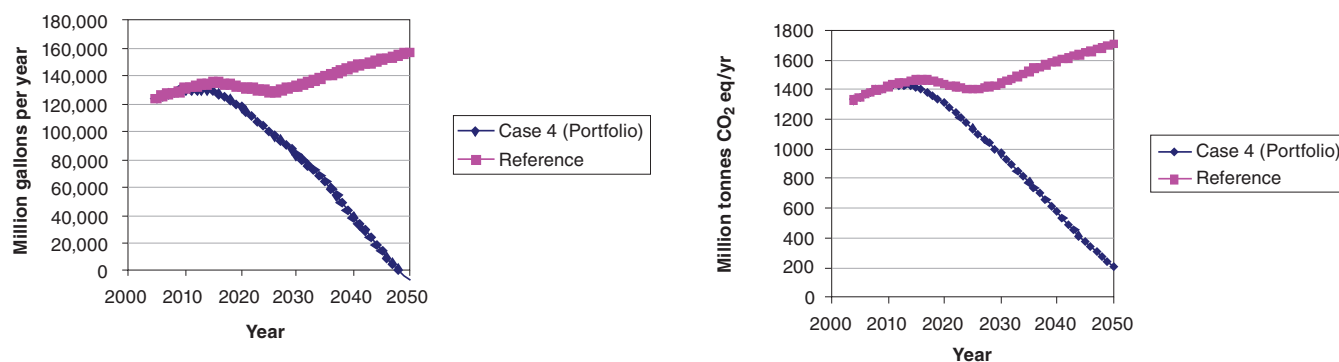 180,000
160,000
140,000
120,000
100,000
80,000
60,000
40,000
20,000
0
Million gallons per year
2000 2010 2020 2030 2040 2050
Year
Case 4 (Portfolio)
Reference
1800
1600
1400
1200
1000
800
600
400
200
0
Million tonnes CO₂ eq/yr
2000 2010 2020 2030 2040 2050
Year
Case 4 (Portfolio)
Reference